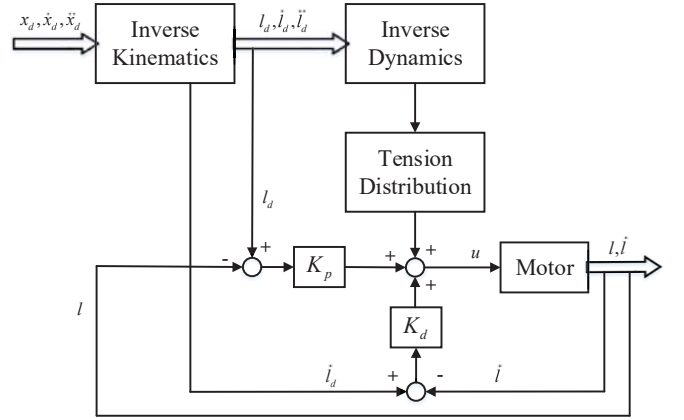 x_d, ẋ_d, ẍ_d
Inverse
Kinematics
l_d, l̇_d, l̈_d
Inverse
Dynamics
Tension
Distribution
l_d
+
-
K_p
+
+
+
u
Motor
l, l̇
l
K_d
l̇_d
+
-
l̇